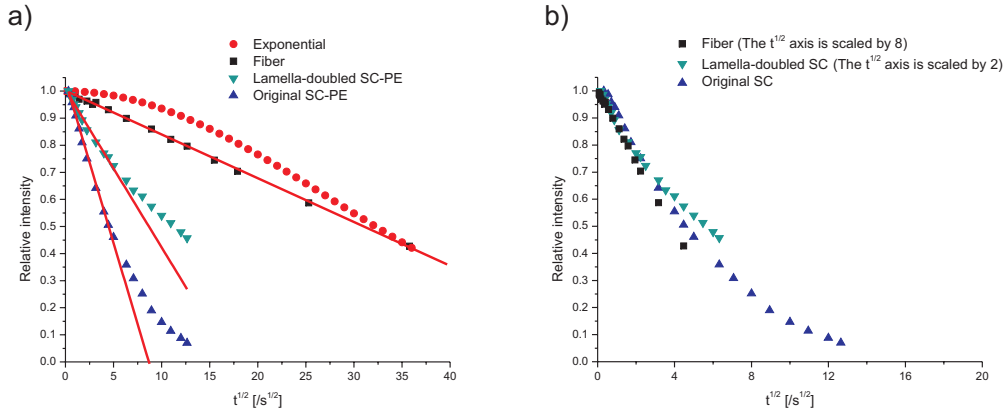 a)
Exponential
Fiber
Lamella-doubled SC-PE
Original SC-PE
1.0
0.9
0.8
0.7
0.6
0.5
0.4
0.3
0.2
0.1
0.0
Relative intensity
0 5 10 15 20 25 30 35 40
t^1/2 [/s^1/2]
b)
Fiber (The t^1/2 axis is scaled by 8)
Lamella-doubled SC (The t^1/2 axis is scaled by 2)
Original SC
1.0
0.9
0.8
0.7
0.6
0.5
0.4
0.3
0.2
0.1
0.0
Relative intensity
0 4 8 12 16 20
t^1/2 [/s^1/2]